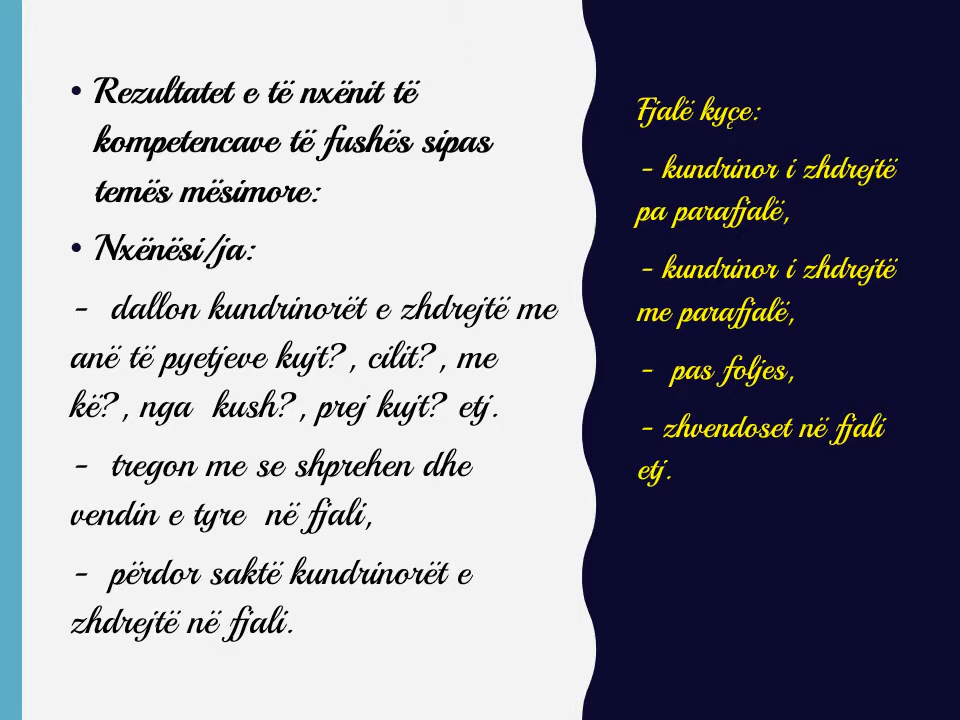 • Rezultatet e të nxënit të
kompetencave të fushës sipas
temës mësimore:
• Nxënësi/ja:
- dallon kundrinorët e zhdrejtë me
anë të pyetjeve kujt?, cilit?, me
kë?, nga kush?, prej kujt? etj.
- tregon me se shprehen dhe
vendin e tyre në fjali,
- përdor saktë kundrinorët e
zhdrejtë në fjali.
Fjalë kyçe:
- kundrinor i zhdrejtë
pa parafjalë,
- kundrinor i zhdrejtë
me parafjalë,
- pas foljes,
- zhvendoset në fjali
etj.